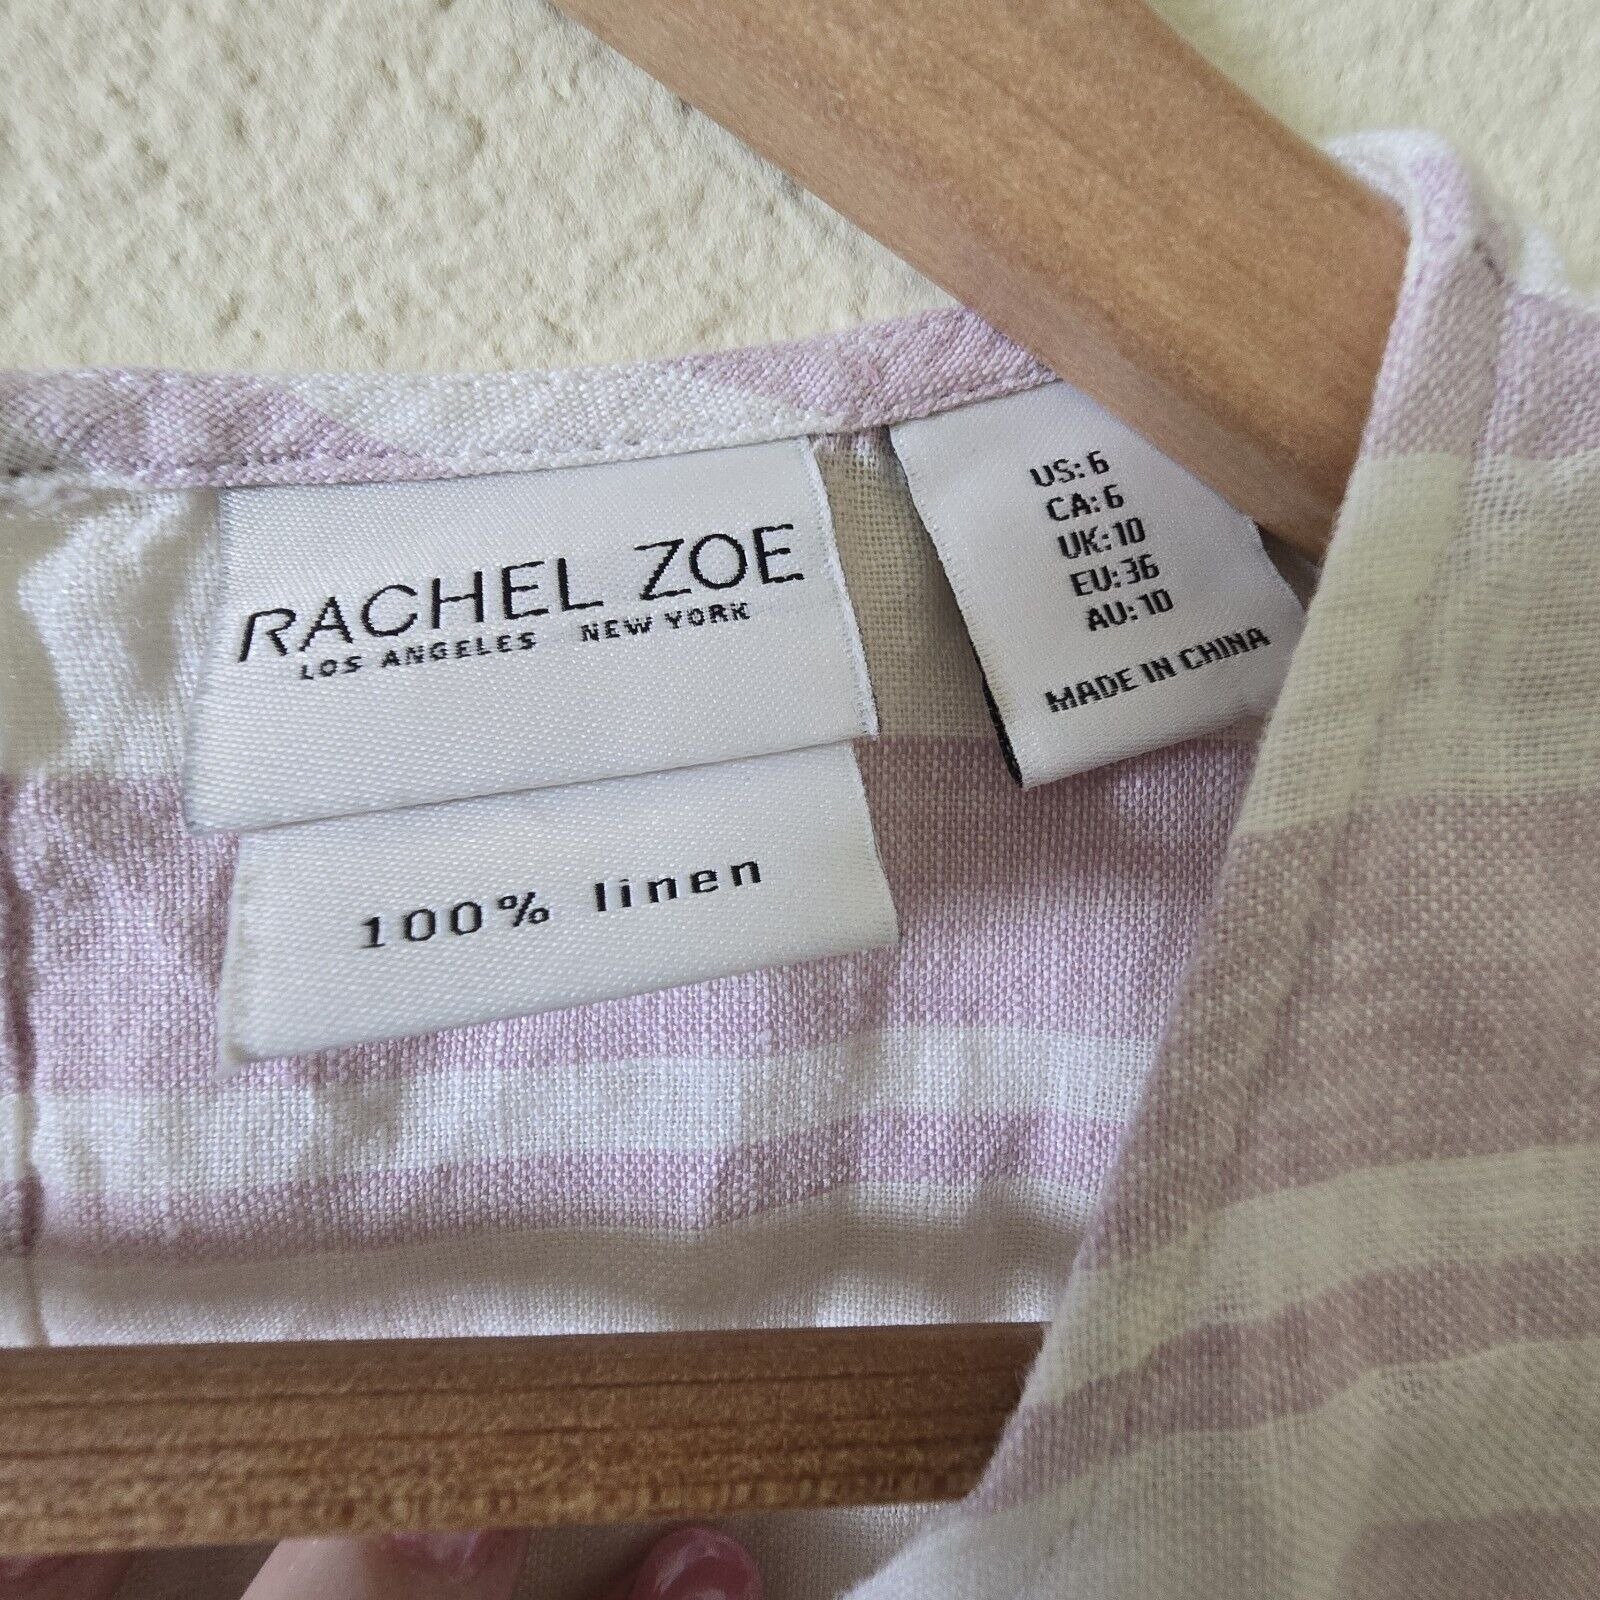 RACHEL ZOE
LOS ANGELES NEW YORK
100% linen
US: 6
CA: 6
UK: 10
EU: 36
AU: 10
MADE IN CHINA